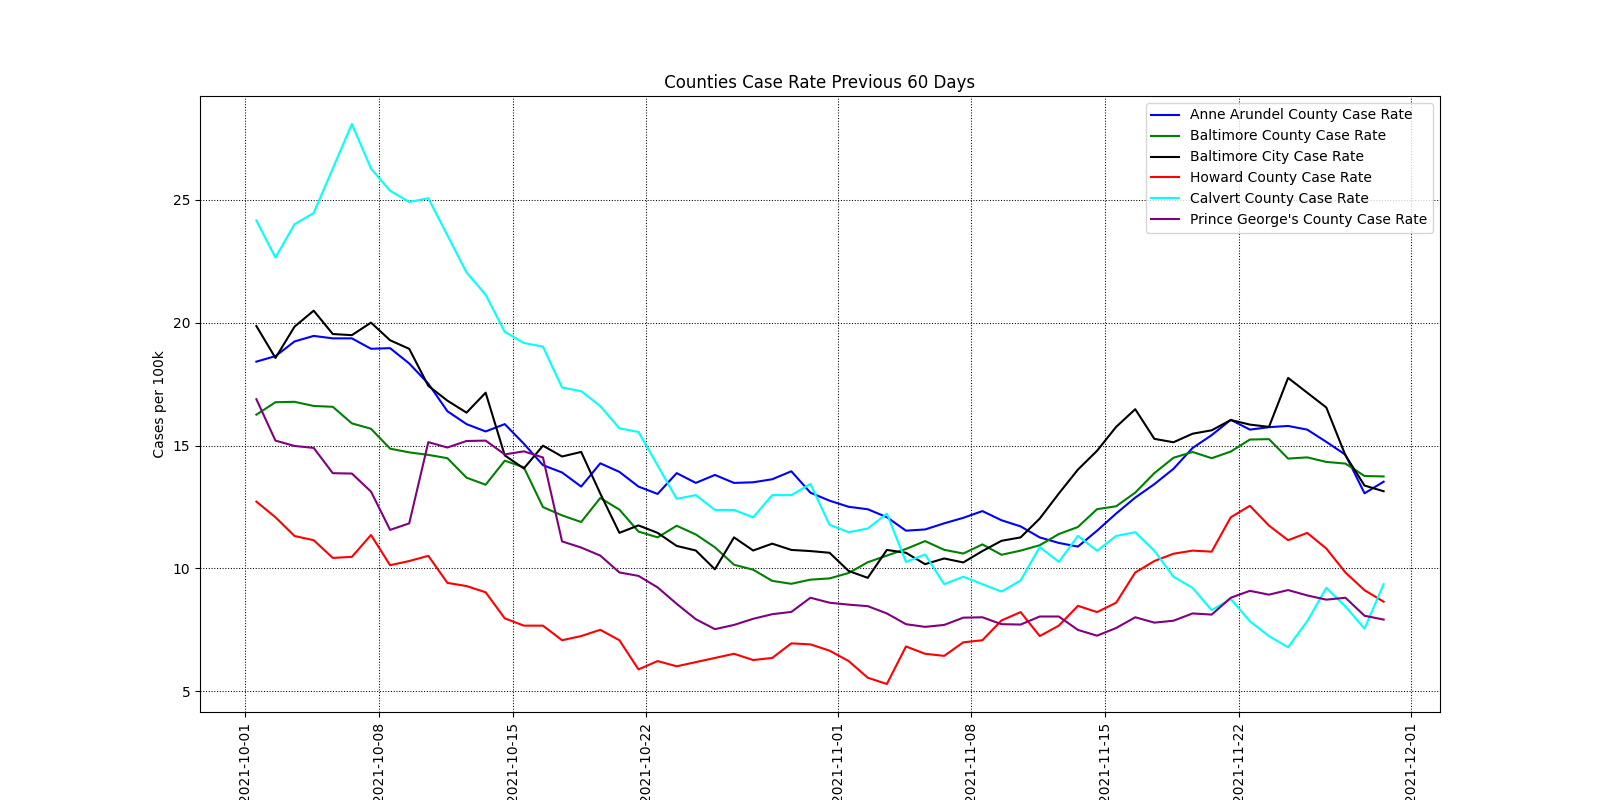 Counties Case Rate Previous 60 Days
Anne Arundel County Case Rate
Baltimore County Case Rate
Baltimore City Case Rate
Howard County Case Rate
Calvert County Case Rate
Prince George's County Case Rate
Cases per 100k
25
20
15
10
5
2021-10-01
2021-10-08
2021-10-15
2021-10-22
2021-11-01
2021-11-08
2021-11-15
2021-11-22
2021-12-01